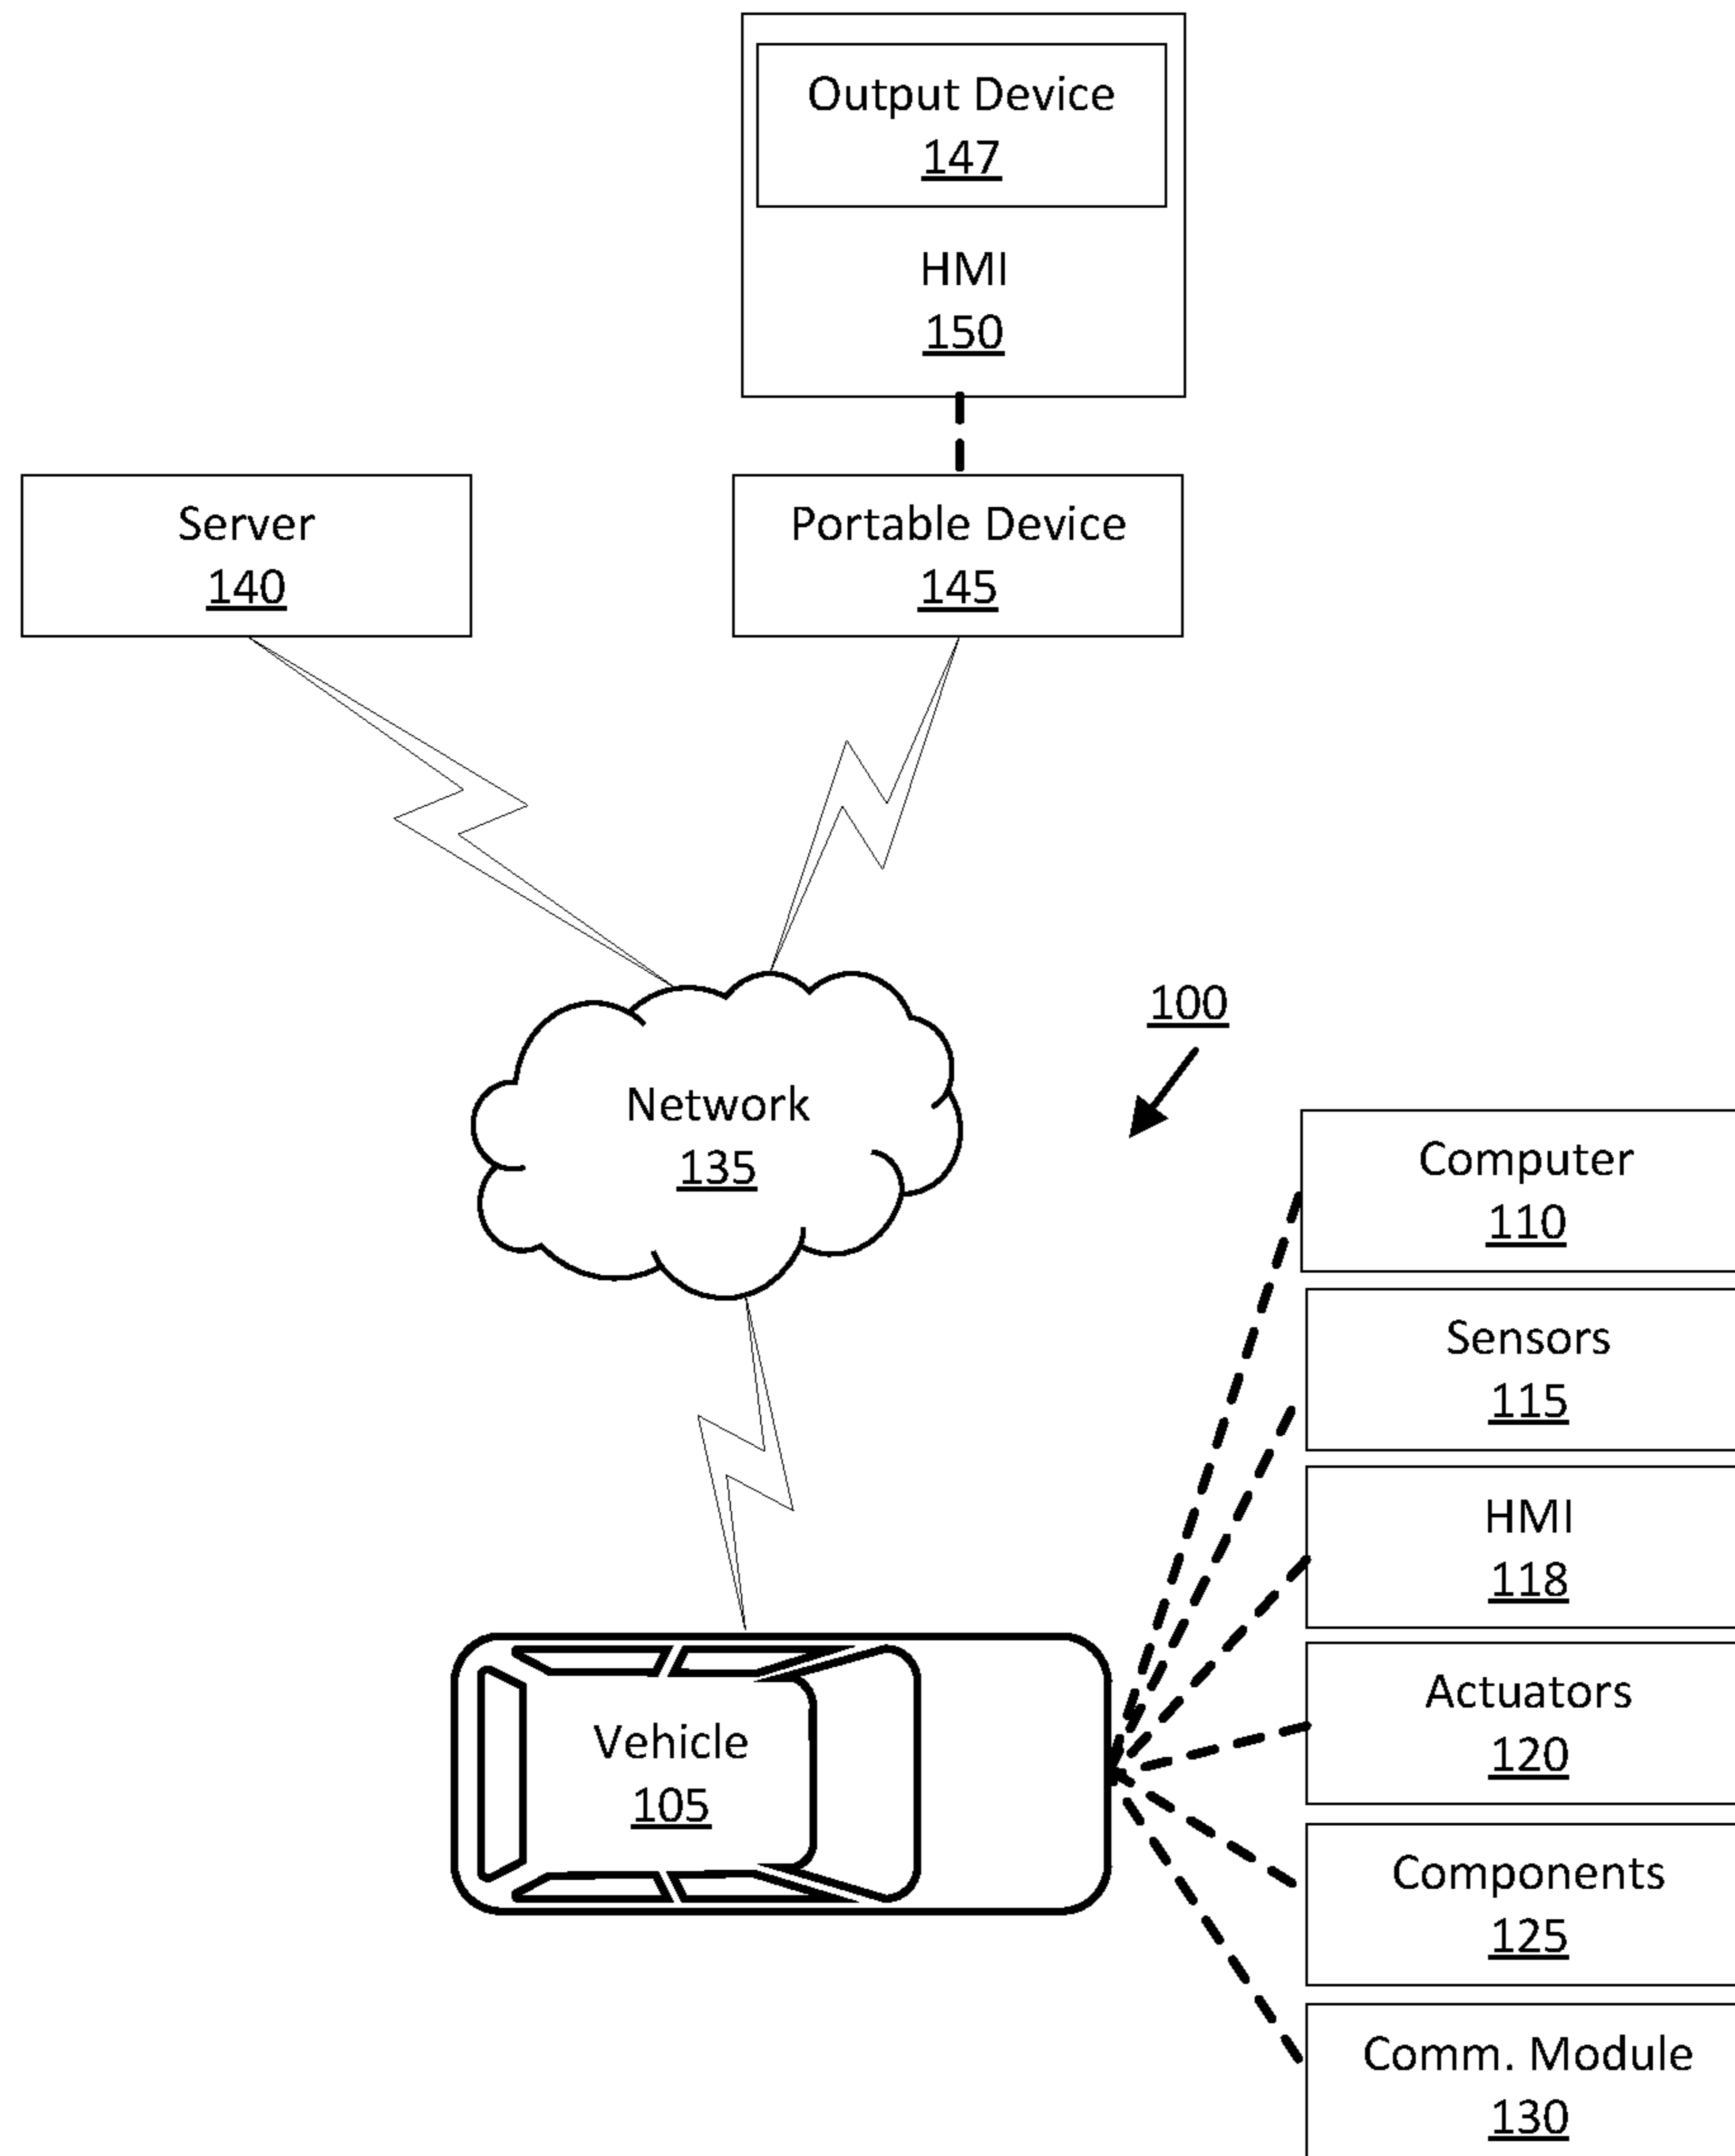 Output Device
147
HMI
150
Server
140
Portable Device
145
Network
135
100
Computer
110
Sensors
115
HMI
118
Actuators
120
Vehicle
105
Components
125
Comm. Module
130